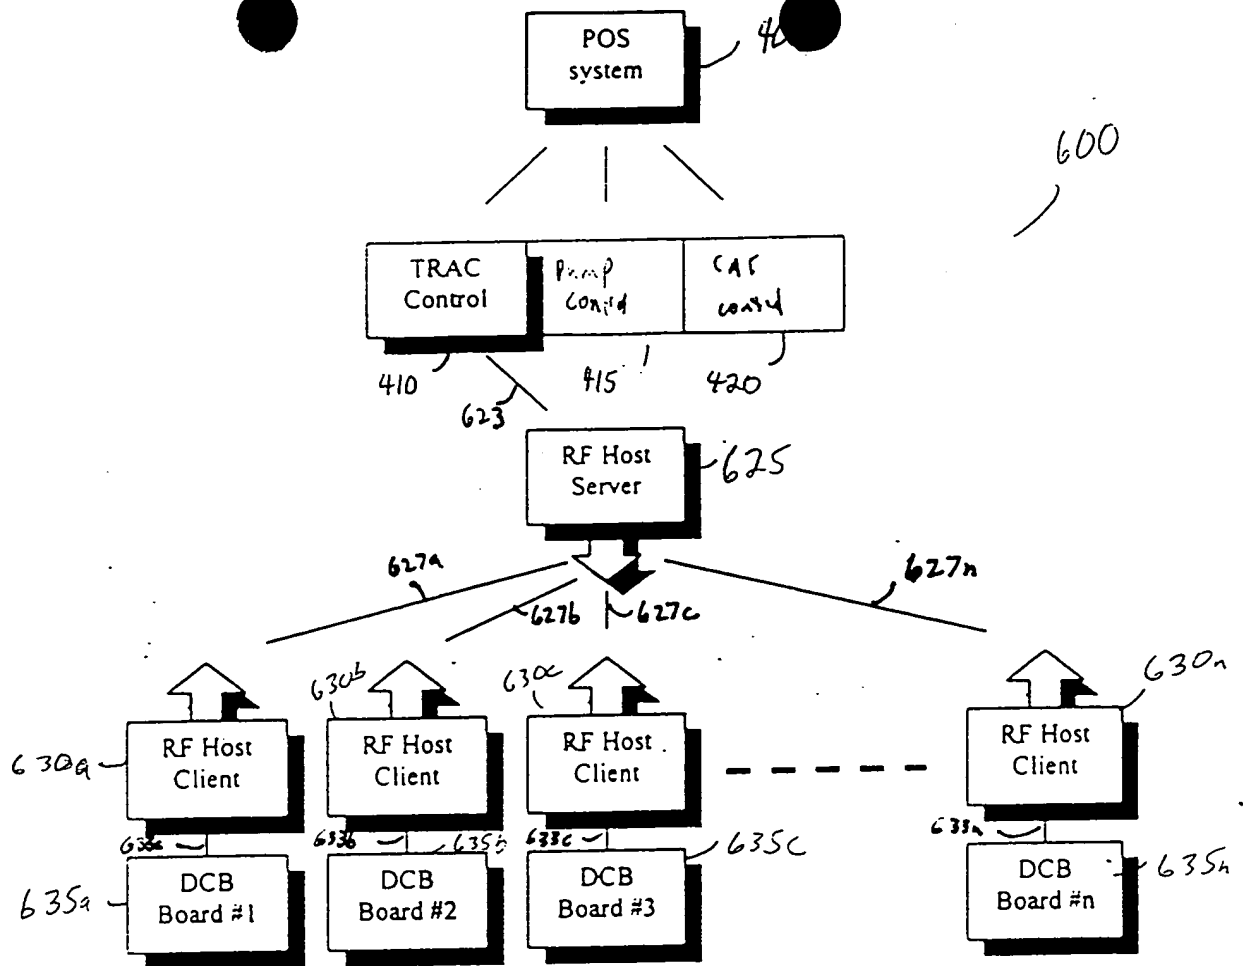 POS
system
600
TRAC
Control
Pump
410
415
420
623
RF Host
Server
625
627a
627b
627c
627n
630b
630c
630n
630a
RF Host
Client
RF Host
Client
RF Host
Client
RF Host
Client
633b
633c
633n
635b
635c
635n
635a
DCB
Board #1
DCB
Board #2
DCB
Board #3
DCB
Board #n